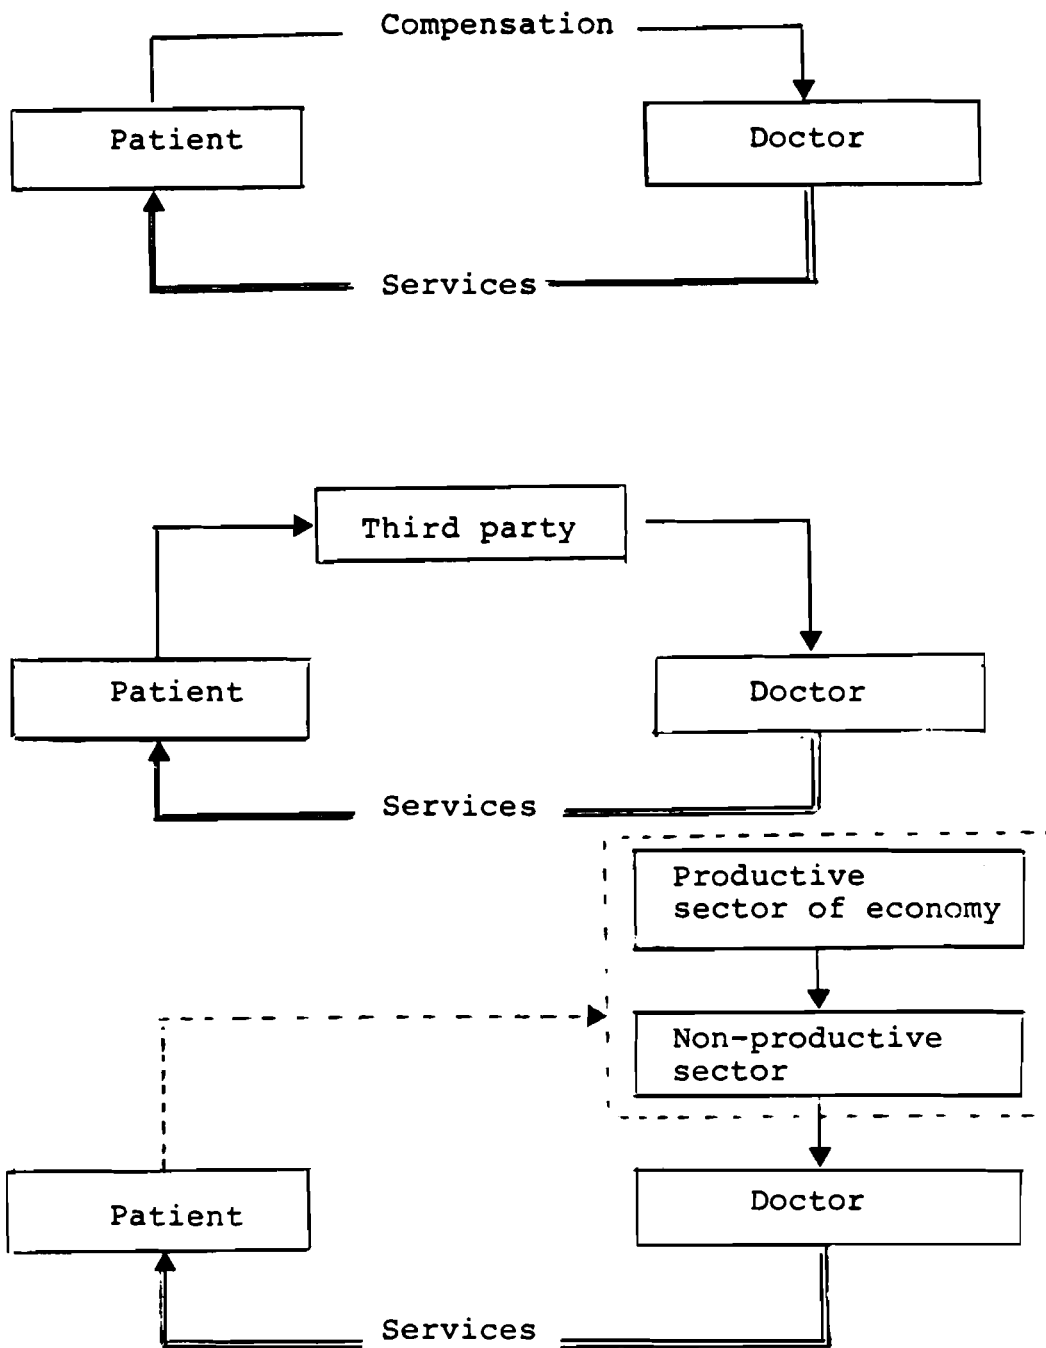 Compensation
Patient
Doctor
Services
Third party
Patient
Doctor
Services
Productive
sector of economy
Non-productive
sector
Patient
Doctor
Services